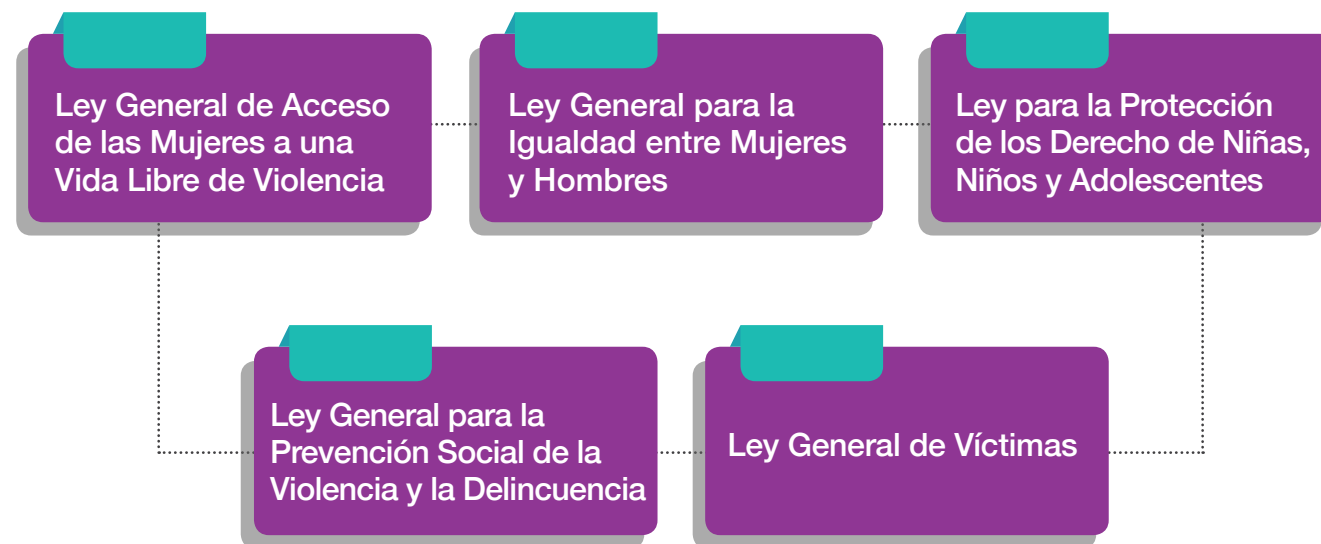 Ley General de Acceso
de las Mujeres a una
Vida Libre de Violencia
Ley General para la
Igualdad entre Mujeres
y Hombres
Ley para la Protección
de los Derecho de Niñas,
Niños y Adolescentes
Ley General para la
Prevención Social de la
Violencia y la Delincuencia
Ley General de Víctimas